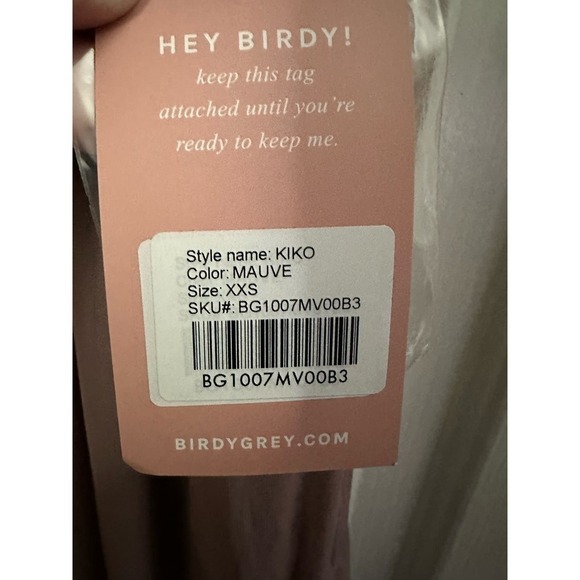 HEY BIRDY!
keep this tag
attached until you're
ready to keep me.
Style name: KIKO
Color: MAUVE
Size: XXS
SKU#: BG1007MV00B3
BG1007MV00B3
BIRDYGREY.COM